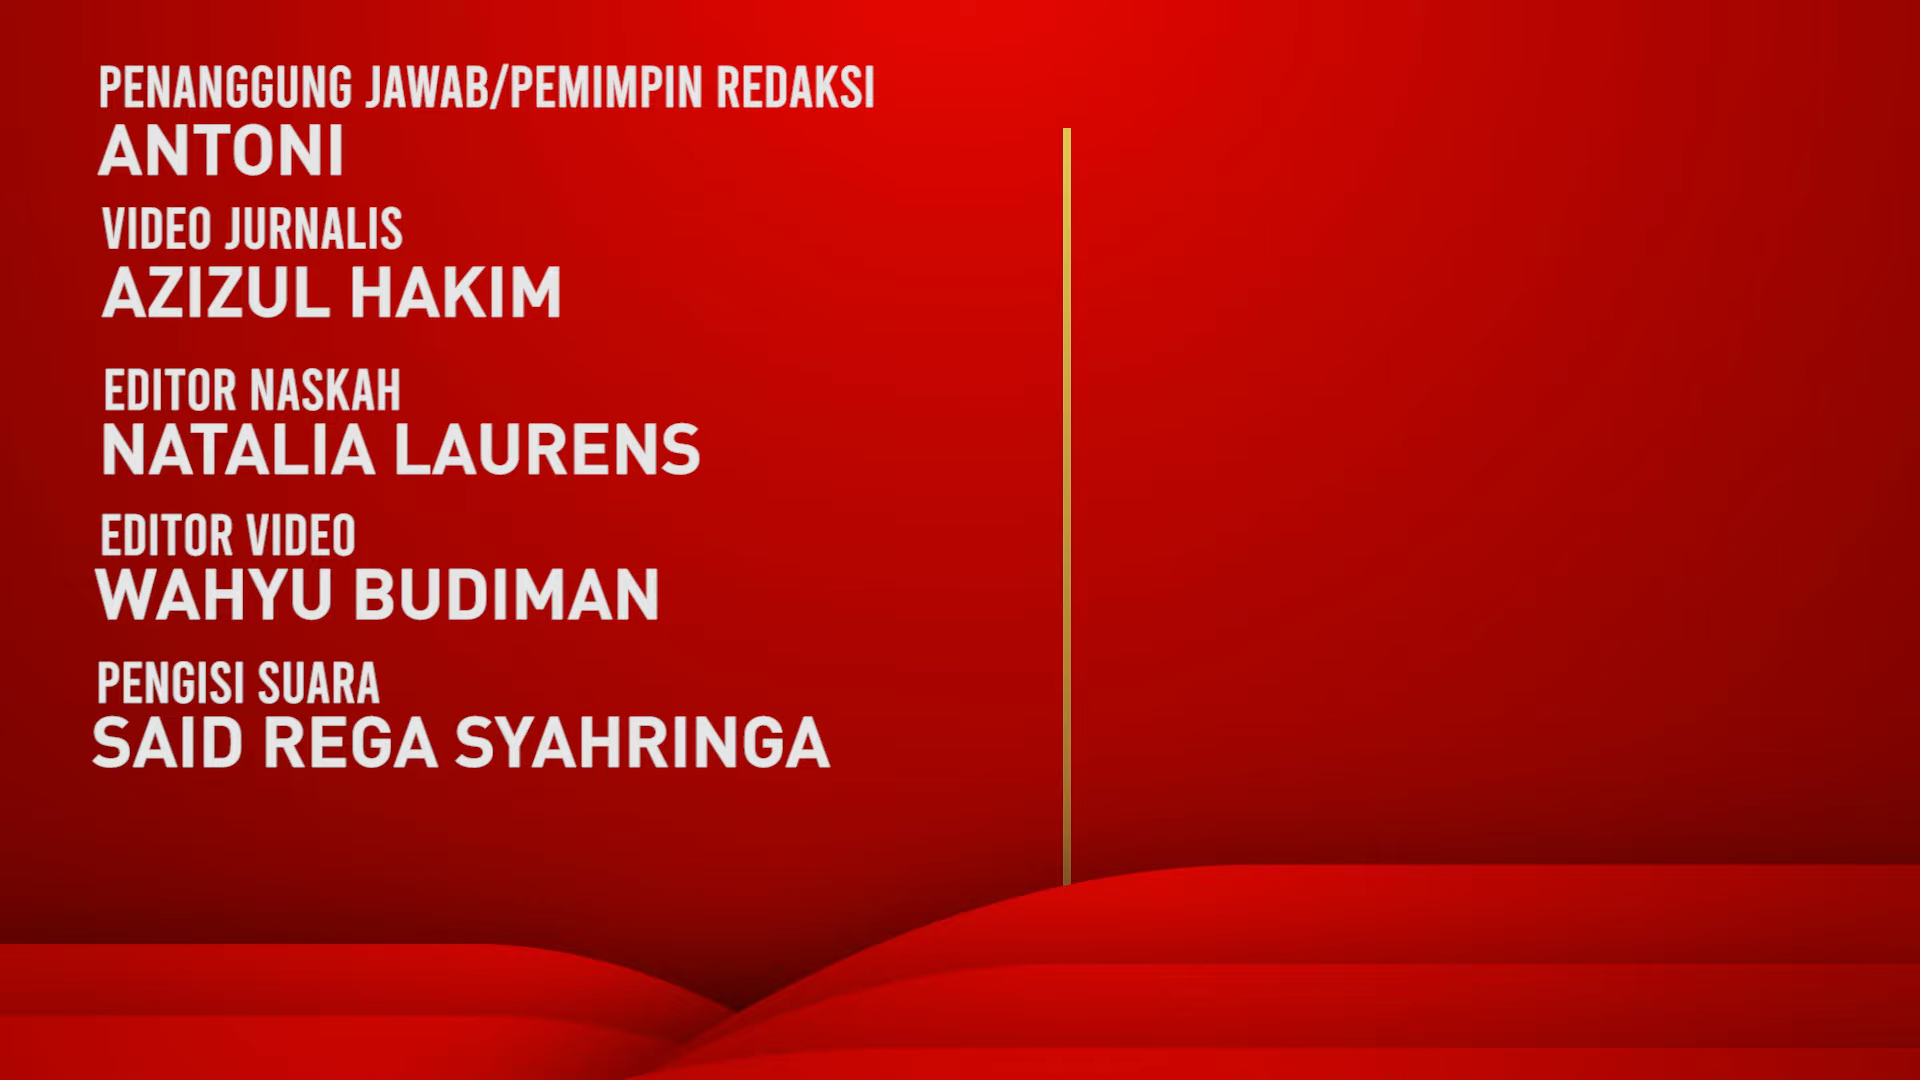 PENANGGUNG JAWAB/PEMIMPIN REDAKSI
ANTONI
VIDEO JURNALIS
AZIZUL HAKIM
EDITOR NASKAH
NATALIA LAURENS
EDITOR VIDEO
WAHYU BUDIMAN
PENGISI SUARA
SAID REGA SYAHRINGA